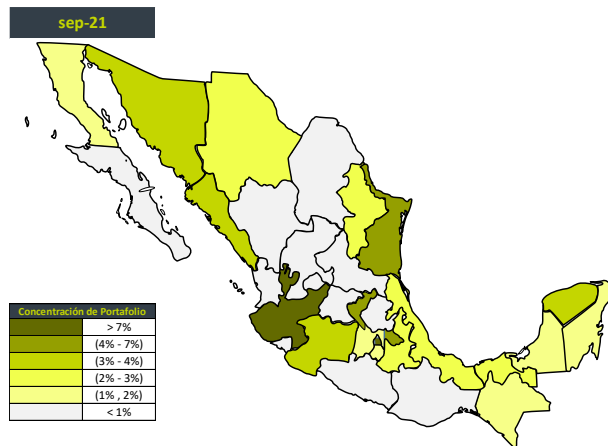 sep-21
Concentración de Portafolio
> 7%
(4% - 7%)
(3% - 4%)
(2% - 3%)
(1% , 2%)
< 1%